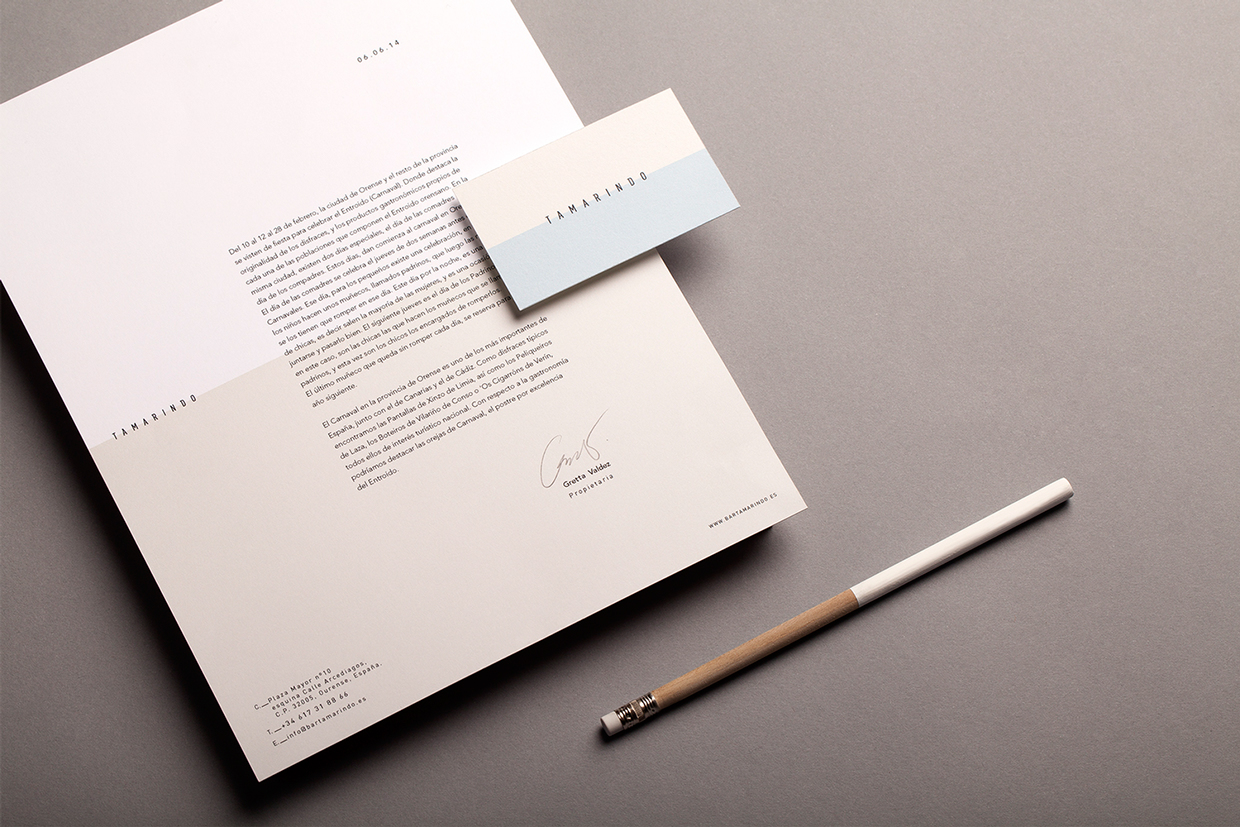 06.06.14
Del 10 al 12 al 28 de febrero, la ciudad de Orense y el resto de la provincia
se visten de fiesta para celebrar el Entroido (Carnaval). Donde destaca la
originalidad de los disfraces, y los productos gastronómicos propios de
cada una de las poblaciones que componen el Entroido orensano. En la
misma ciudad, existen dos días especiales, el día de las comadres
día de los compadres. Estos días, dan comienzo al carnaval en
El día de las comadres se celebra el jueves de dos semanas antes
Carnavales. Ese día, para los pequeños existe una celebración, en
los niños hacen unos muñecos, llamados padrinos, que luego las
se los tienen que romper en ese día. Este día por la noche, es una
de chicas, es decir salen la mayoría de las mujeres, y es una
juntarse y pasarlo bien. El siguiente jueves es el día de los
en este caso, son las chicas las que hacen los muñecos que se
padrinos, y esta vez son los chicos los encargados de romperlos.
El último muñeco que queda sin romper cada día, se reserva para
año siguiente.
El Carnaval en la provincia de Orense es uno de los más importantes de
España, junto con el de Canarias y el de Cádiz. Como disfraces típicos
encontramos las Pantallas de Xinzo de Limia, así como los Peliqueiros
de Laza, los Boteiros de Vilariño de Conso o "Os Cigarróns de Verín,
todos ellos de interés turístico nacional. Con respecto a la gastronomía
podríamos destacar las orejas de Carnaval, el postre por excelencia
del Entroido.
TAMARINDO
Gretta Valdez
Propietaria
WWW.BARTAMARINDO.ES
C.__Plaza Mayor nº10
esquina Calle Arcediagos,
C.P. 32005, Ourense, España.
T.__+34 617 31 88 66
E.__info@bartamarindo.es
TAMARINDO